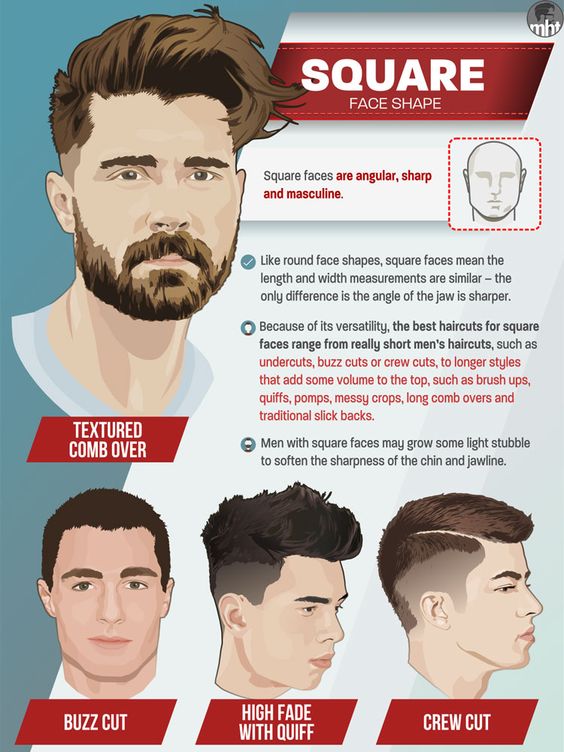 mht
SQUARE
FACE SHAPE
Square faces are angular, sharp
and masculine.
Like round face shapes, square faces mean the
length and width measurements are similar – the
only difference is the angle of the jaw is sharper.
Because of its versatility, the best haircuts for square
faces range from really short men's haircuts, such as
undercuts, buzz cuts or crew cuts, to longer styles
that add some volume to the top, such as brush ups,
quiffs, pomps, messy crops, long comb overs and
traditional slick backs.
Men with square faces may grow some light stubble
to soften the sharpness of the chin and jawline.
TEXTURED
COMB OVER
BUZZ CUT
HIGH FADE
WITH QUIFF
CREW CUT